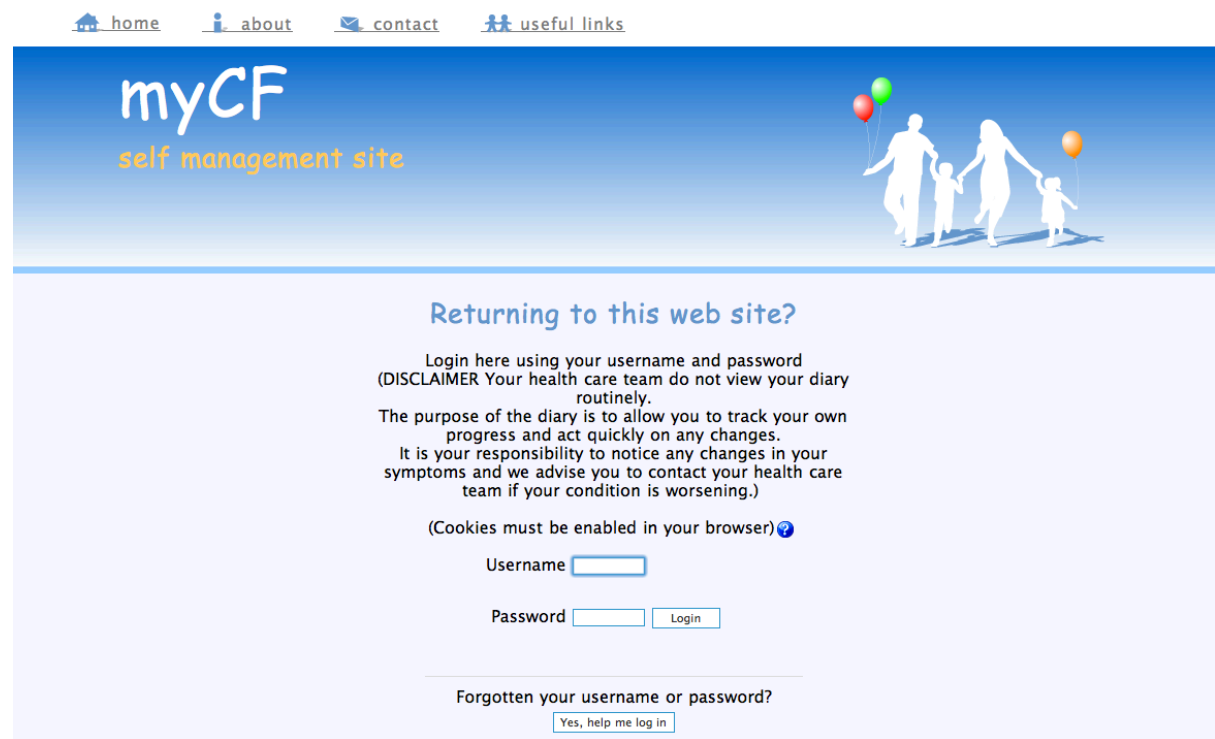 home about contact useful links
myCF
self management site
Returning to this web site?
Login here using your username and password
(DISCLAIMER Your health care team do not view your diary
routinely.
The purpose of the diary is to allow you to track your own
progress and act quickly on any changes.
It is your responsibility to notice any changes in your
symptoms and we advise you to contact your health care
team if your condition is worsening.)
(Cookies must be enabled in your browser)
Username
Password Login
Forgotten your username or password?
Yes, help me log in